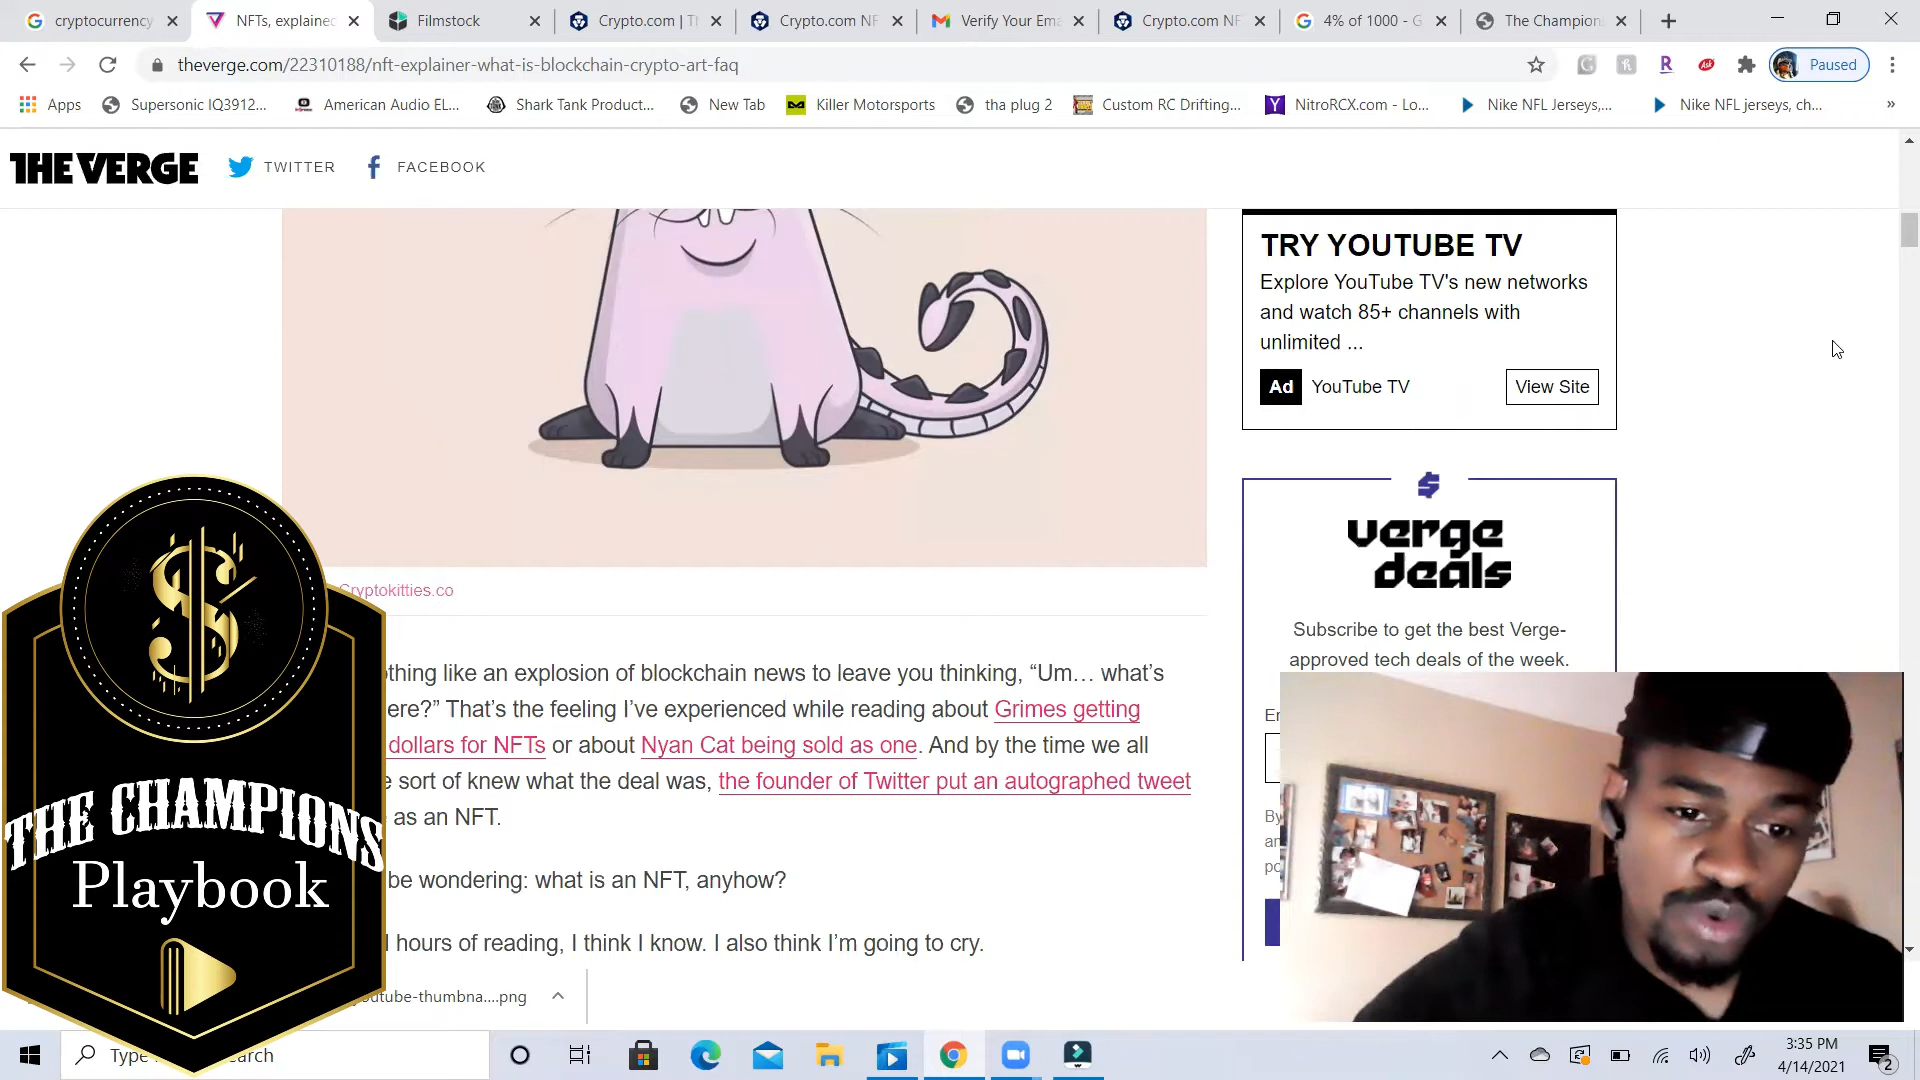 cryptocurrency
NFTs, explained
Filmstock
Crypto.com | Th
Crypto.com NF
Verify Your Ema
Crypto.com NF
4% of 1000 - G
The Champion
theverge.com/22310188/nft-explainer-what-is-blockchain-crypto-art-faq
Paused
Apps
Supersonic IQ3912...
American Audio EL...
Shark Tank Product...
New Tab
Killer Motorsports
tha plug 2
Custom RC Drifting...
NitroRCX.com - Lo...
Nike NFL Jerseys,...
Nike NFL jerseys, ch...
THE VERGE
TWITTER
FACEBOOK
TRY YOUTUBE TV
Explore YouTube TV's new networks
and watch 85+ channels with
unlimited ...
Ad YouTube TV
View Site
verge
deals
Subscribe to get the best Verge-
approved tech deals of the week.
Cryptokitties.co
othing like an explosion of blockchain news to leave you thinking, “Um… what’s
ere?” That’s the feeling I’ve experienced while reading about Grimes getting
dollars for NFTs or about Nyan Cat being sold as one. And by the time we all
sort of knew what the deal was, the founder of Twitter put an autographed tweet
as an NFT.
be wondering: what is an NFT, anyhow?
hours of reading, I think I know. I also think I’m going to cry.
THE CHAMPIONS
Playbook
outube-thumbna....png
Type
earch
3:35 PM
4/14/2021
2